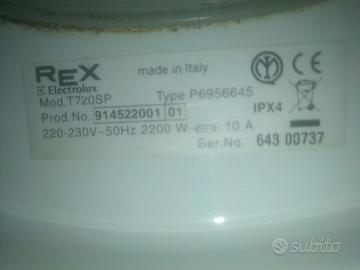 REX
Electrolux
made in Italy
Mod.T720SP
Type P6956645
Prod.No. 914522001 01
IPX4
220-230V~50Hz 2200 W 10 A
Ser.No. 643 00737
subito